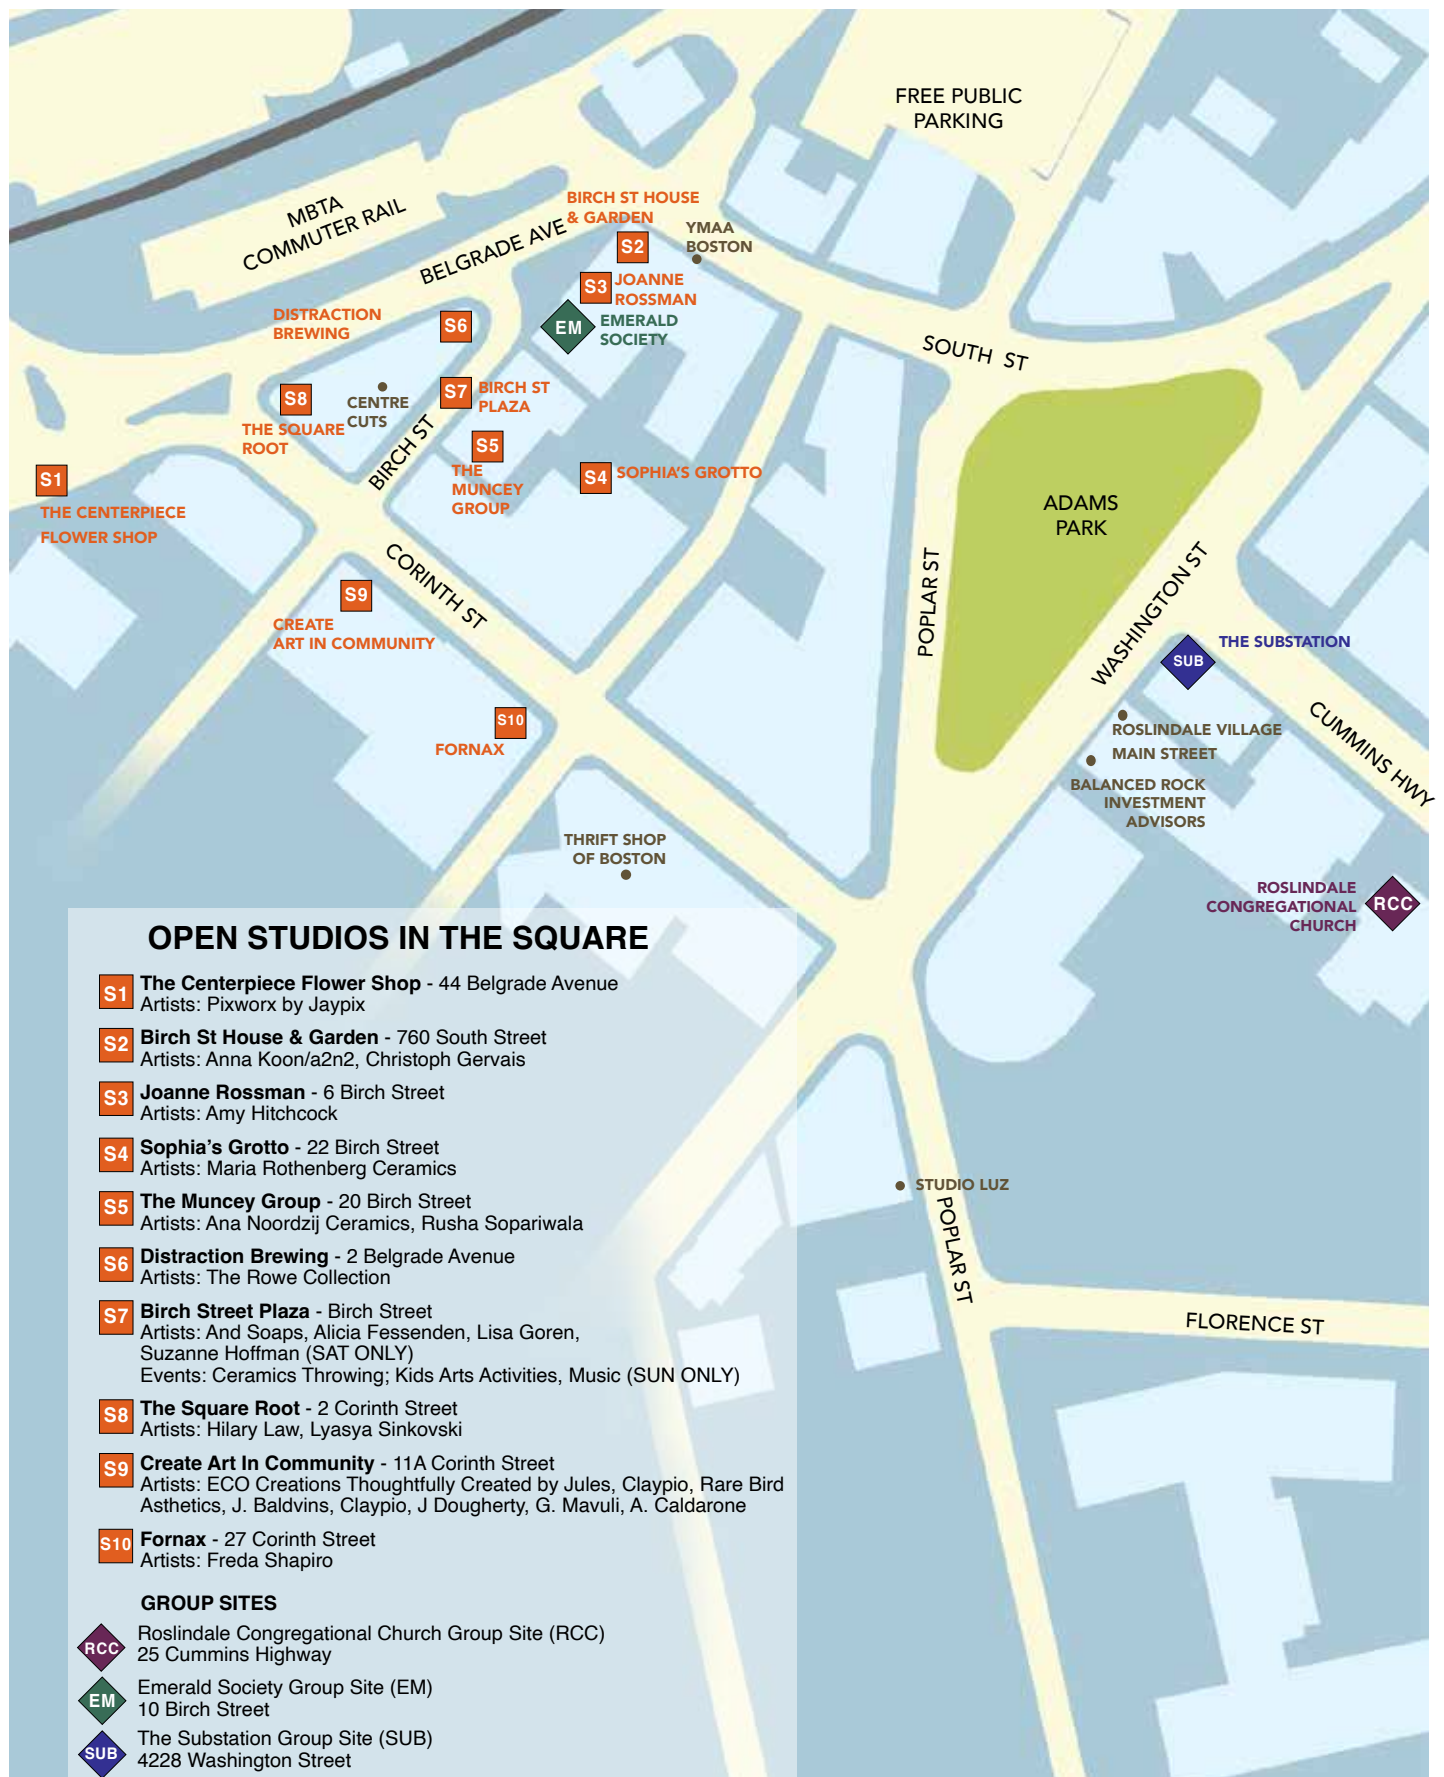 FREE PUBLIC
PARKING
MBTA
COMMUTER RAIL
BELGRADE AVE
BIRCH ST HOUSE
& GARDEN
S2
YMAA
BOSTON
S3
JOANNE
ROSSMAN
EM
EMERALD
SOCIETY
DISTRACTION
BREWING
S6
SOUTH ST
S8
THE SQUARE
ROOT
CENTRE
CUTS
S7
BIRCH ST
PLAZA
BIRCH ST
S5
THE
MUNCEY
GROUP
S4
SOPHIA'S GROTTO
S1
THE CENTERPIECE
FLOWER SHOP
ADAMS
PARK
CORINTH ST
POPLAR ST
WASHINGTON ST
S9
CREATE
ART IN COMMUNITY
SUB
THE SUBSTATION
S10
FORNAX
ROSLINDALE VILLAGE
MAIN STREET
CUMMINS HWY
BALANCED ROCK
INVESTMENT
ADVISORS
THRIFT SHOP
OF BOSTON
ROSLINDALE
CONGREGATIONAL
CHURCH
RCC
STUDIO LUZ
POPLAR ST
FLORENCE ST
OPEN STUDIOS IN THE SQUARE
S1
The Centerpiece Flower Shop - 44 Belgrade Avenue
Artists: Pixworx by Jaypix
S2
Birch St House & Garden - 760 South Street
Artists: Anna Koon/a2n2, Christoph Gervais
S3
Joanne Rossman - 6 Birch Street
Artists: Amy Hitchcock
S4
Sophia's Grotto - 22 Birch Street
Artists: Maria Rothenberg Ceramics
S5
The Muncey Group - 20 Birch Street
Artists: Ana Noordzij Ceramics, Rusha Sopariwala
S6
Distraction Brewing - 2 Belgrade Avenue
Artists: The Rowe Collection
S7
Birch Street Plaza - Birch Street
Artists: And Soaps, Alicia Fessenden, Lisa Goren,
Suzanne Hoffman (SAT ONLY)
Events: Ceramics Throwing; Kids Arts Activities, Music (SUN ONLY)
S8
The Square Root - 2 Corinth Street
Artists: Hilary Law, Lyasya Sinkovski
S9
Create Art In Community - 11A Corinth Street
Artists: ECO Creations Thoughtfully Created by Jules, Claypio, Rare Bird
Asthetics, J. Baldvins, Claypio, J Dougherty, G. Mavuli, A. Caldarone
S10
Fornax - 27 Corinth Street
Artists: Freda Shapiro
GROUP SITES
RCC
Roslindale Congregational Church Group Site (RCC)
25 Cummins Highway
EM
Emerald Society Group Site (EM)
10 Birch Street
SUB
The Substation Group Site (SUB)
4228 Washington Street